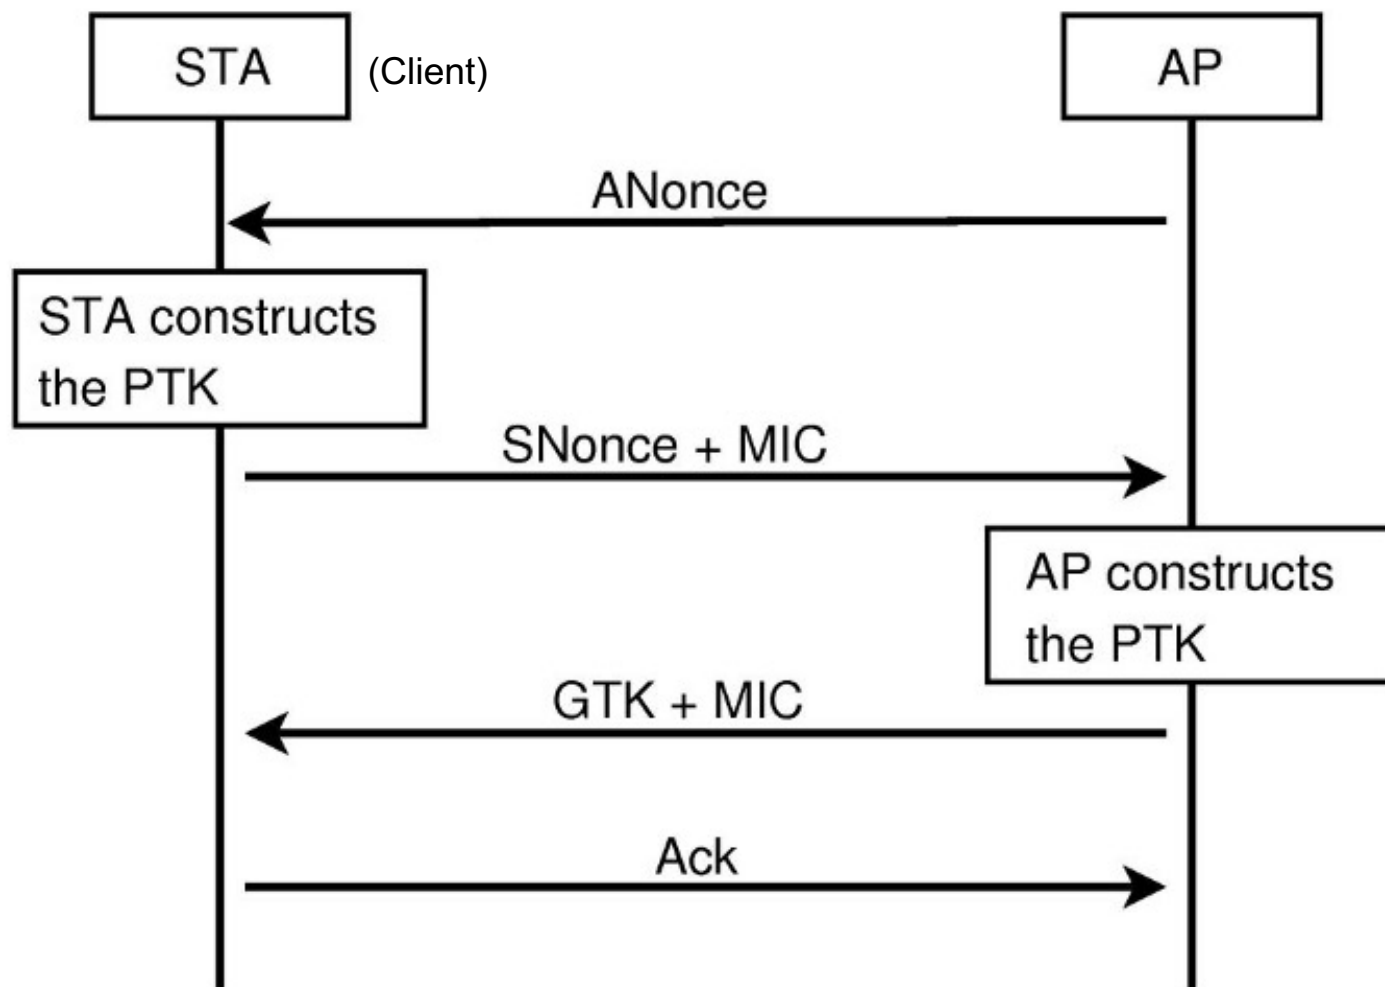 STA
(Client)
AP
ANonce
STA constructs
the PTK
SNonce + MIC
AP constructs
the PTK
GTK + MIC
Ack